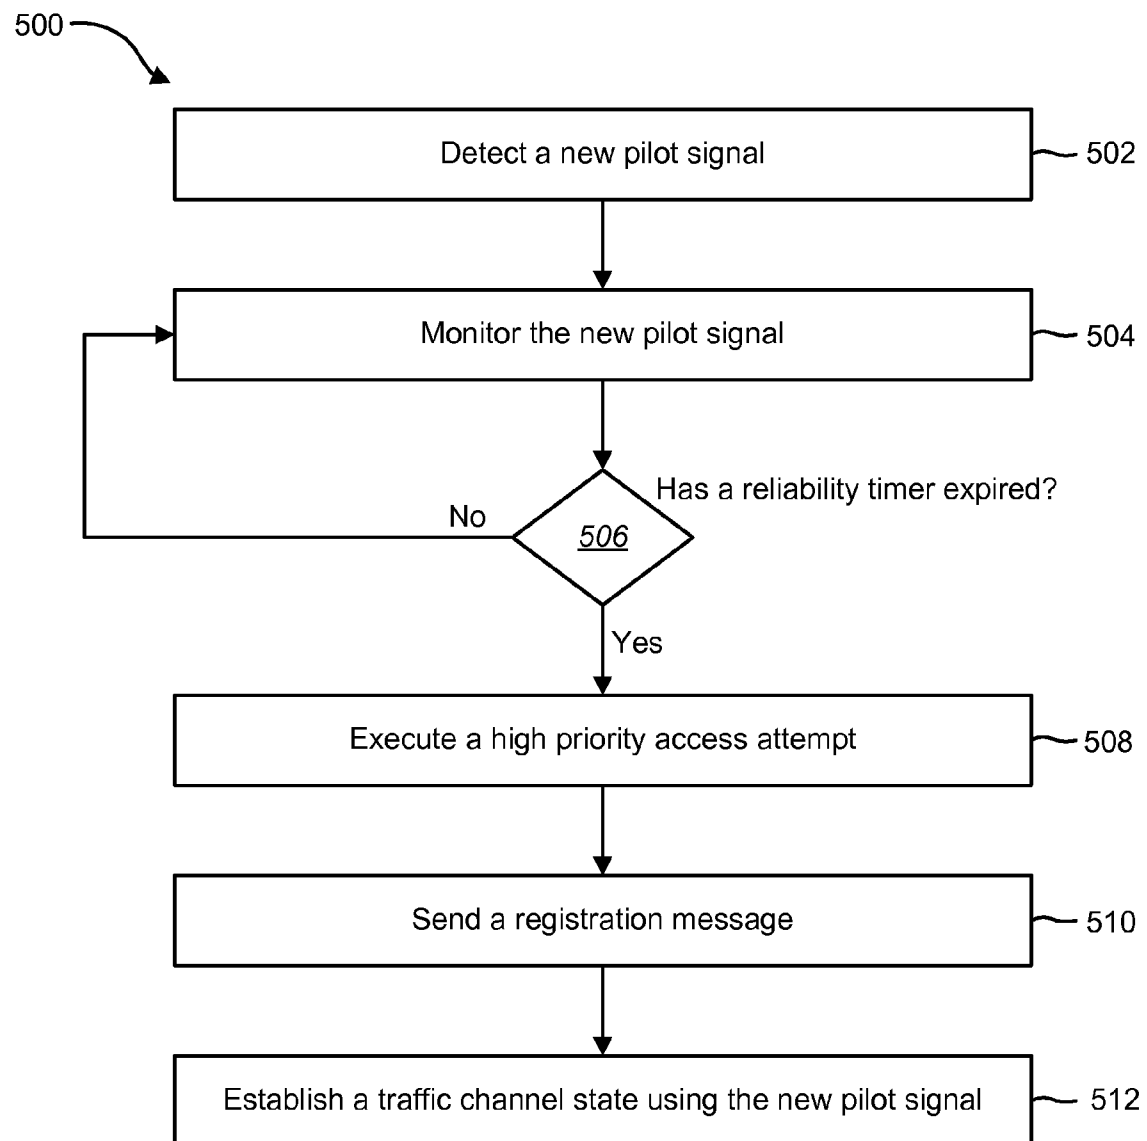 500
Detect a new pilot signal
502
Monitor the new pilot signal
504
Has a reliability timer expired?
No
506
Yes
Execute a high priority access attempt
508
Send a registration message
510
Establish a traffic channel state using the new pilot signal
512